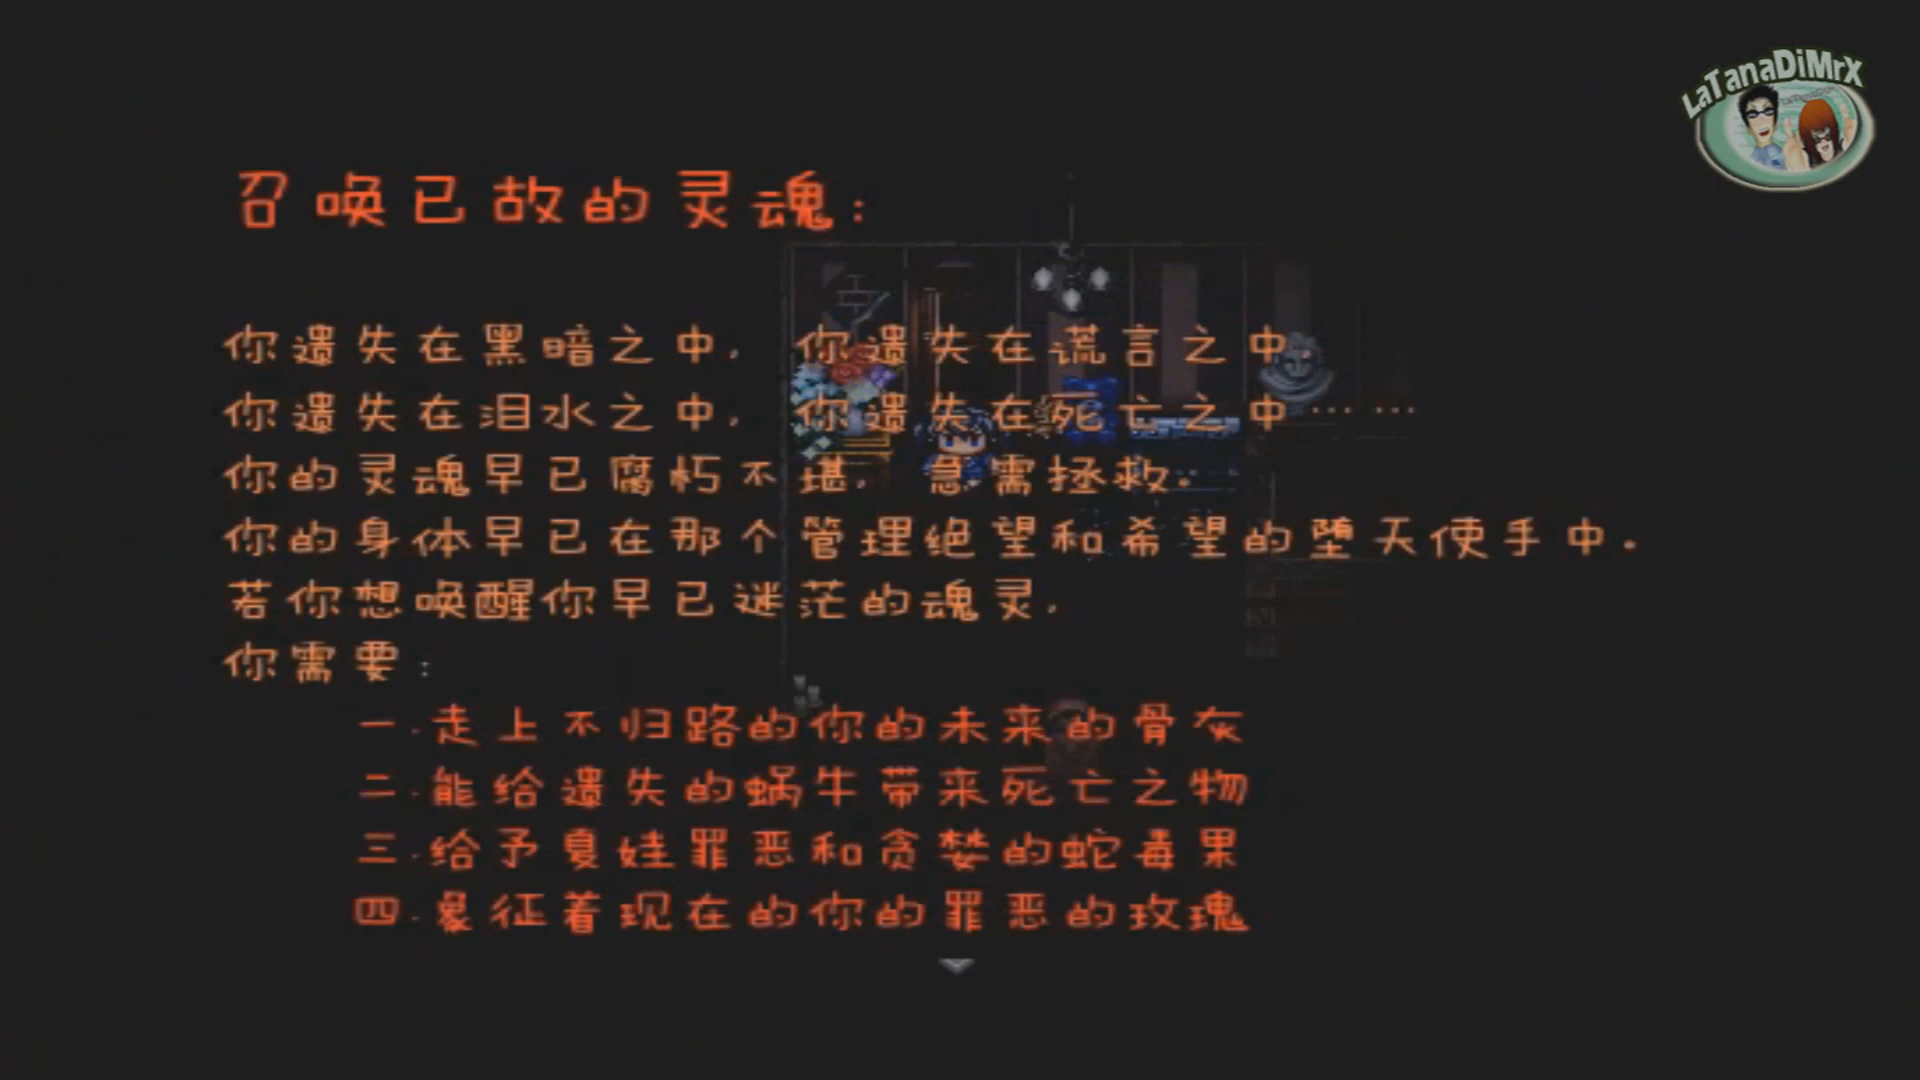 LaTanaDiMrX
召唤已故的灵魂:
你遗失在黑暗之中, 你遗失在谎言之中
你遗失在泪水之中, 你遗失在死亡之中……
你的灵魂早已腐朽不堪, 急需拯救.
你的身体早已在那个管理绝望和希望的堕天使手中.
若你想唤醒你早已迷茫的魂灵,
你需要:
一.走上不归路的你的未来的骨灰
二.能给遗失的蜗牛带来死亡之物
三.给予夏娃罪恶和贪婪的蛇毒果
四.象征着现在的你的罪恶的玫瑰